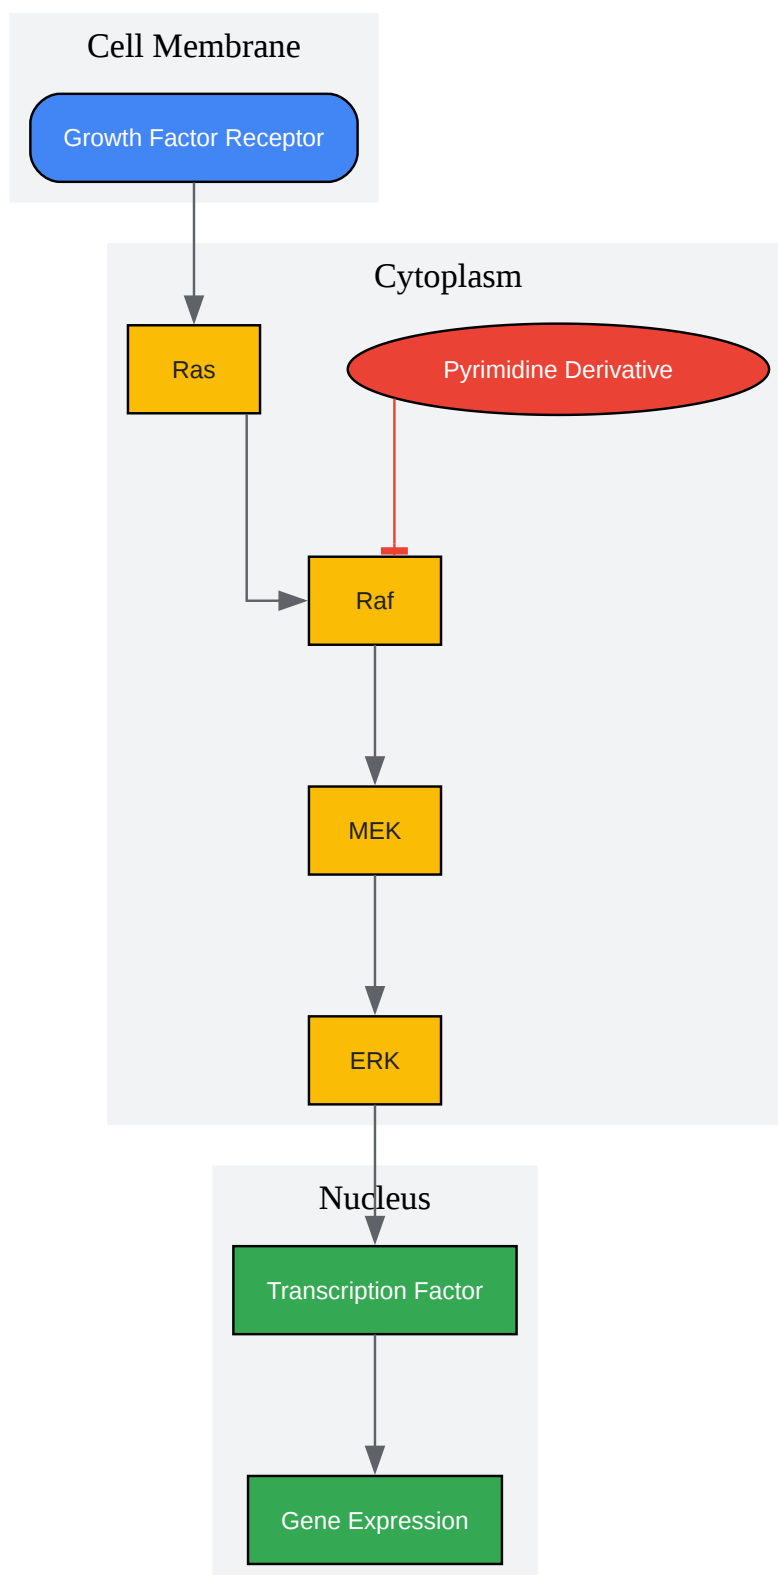 Cell Membrane
Growth Factor Receptor
Cytoplasm
Ras
Pyrimidine Derivative
Raf
MEK
ERK
Nucleus
Transcription Factor
Gene Expression